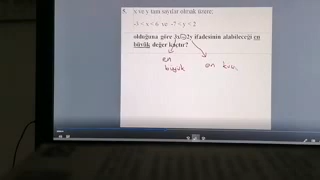 5. x ve y tam sayılar olmak üzere;
-3 < x < 6 ve -7 < y < 2
olduğuna göre 3x-2y ifadesinin alabileceği en
büyük değer kaçtır?
en
büyük
en küç